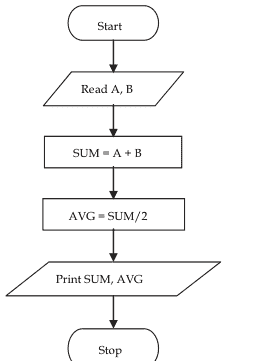 Start
Read A, B
SUM = A + B
AVG = SUM/2
Print SUM, AVG
Stop